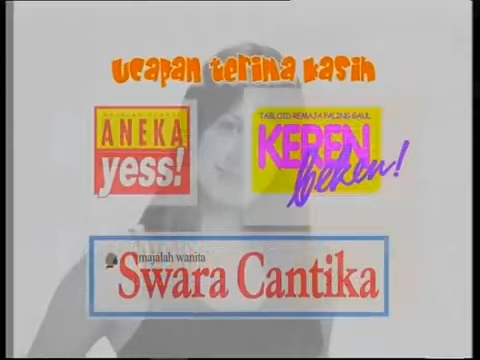 ucapan terima kasih
ANEKA
yess!
TABLOID REMAJA PALING GAUL
KEREN
beken!
majalah wanita
Swara Cantika